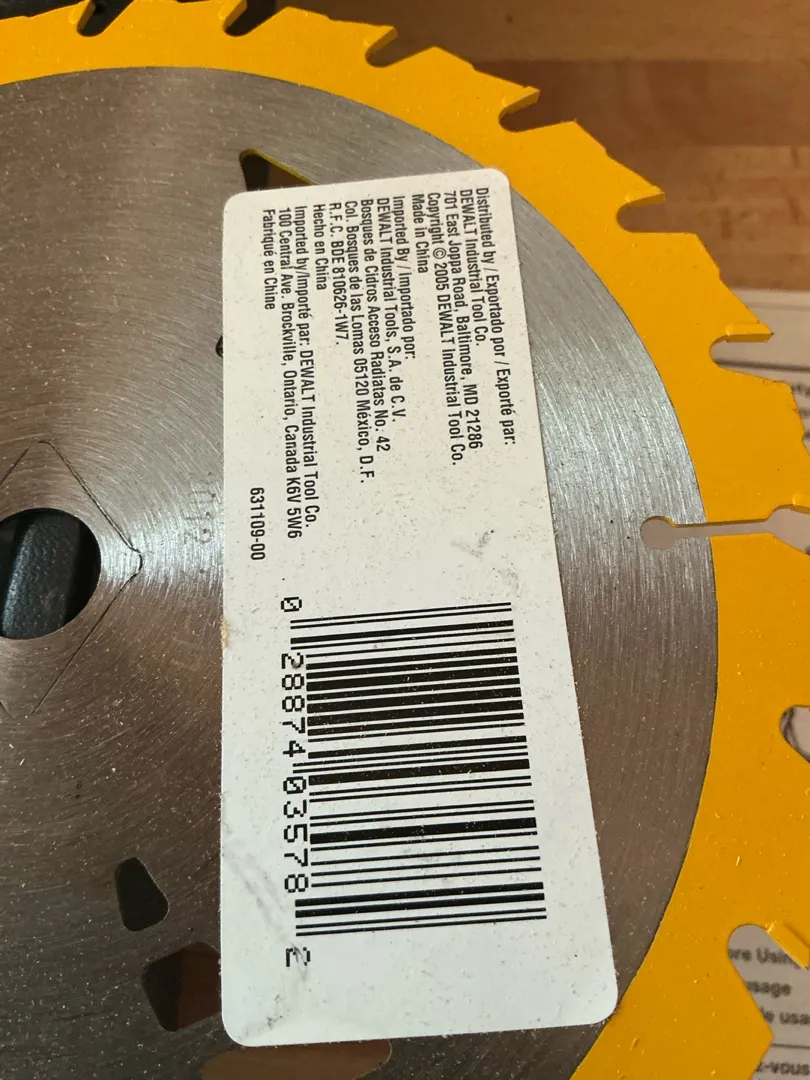 Distributed by / Exportado por / Exporté par:
DEWALT Industrial Tool Co.
701 East Joppa Road, Baltimore, MD 21286
Copyright © 2005 DEWALT Industrial Tool Co.
Made in China
Imported By / Importado por:
DEWALT Industrial Tools, S.A. de C.V.
Bosques de Cidros Acceso Radiatas No. 42
Col. Bosques de las Lomas 05120 México, D.F.
R.F.C. BDE 810626-1W7.
Hecho en China
Imported by/Importé par: DEWALT Industrial Tool Co.
100 Central Ave. Brockville, Ontario, Canada K6V 5W6
Fabriqué en Chine
631109-00
0 28874 03578 2